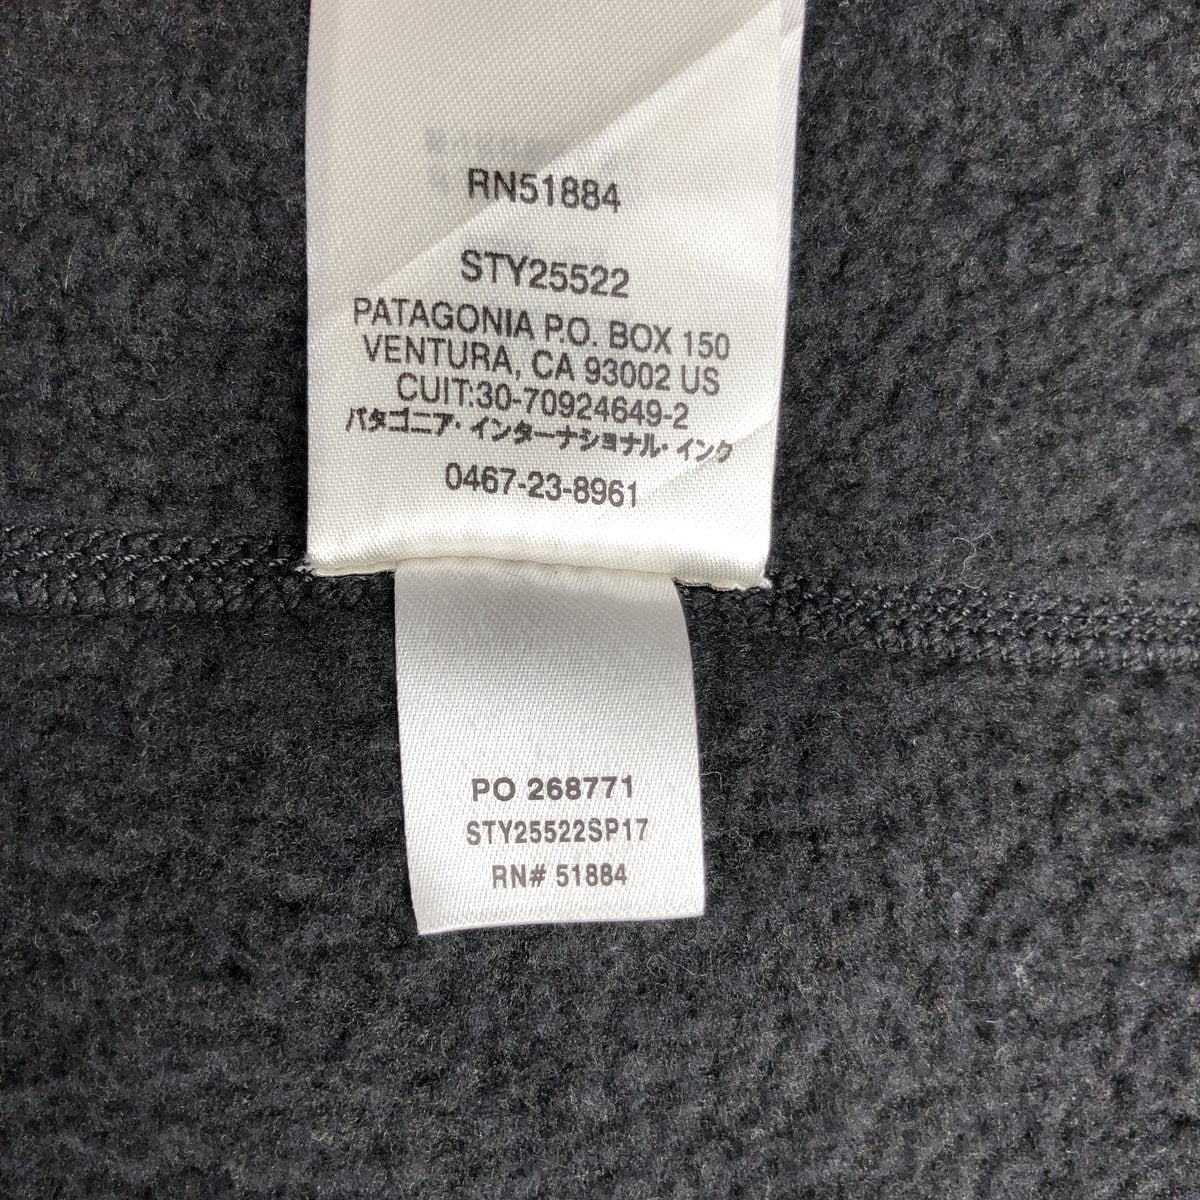 RN51884
STY25522
PATAGONIA P.O. BOX 150
VENTURA, CA 93002 US
CUIT:30-70924649-2
パタゴニア・インターナショナル・インク
0467-23-8961
PO 268771
STY25522SP17
RN# 51884